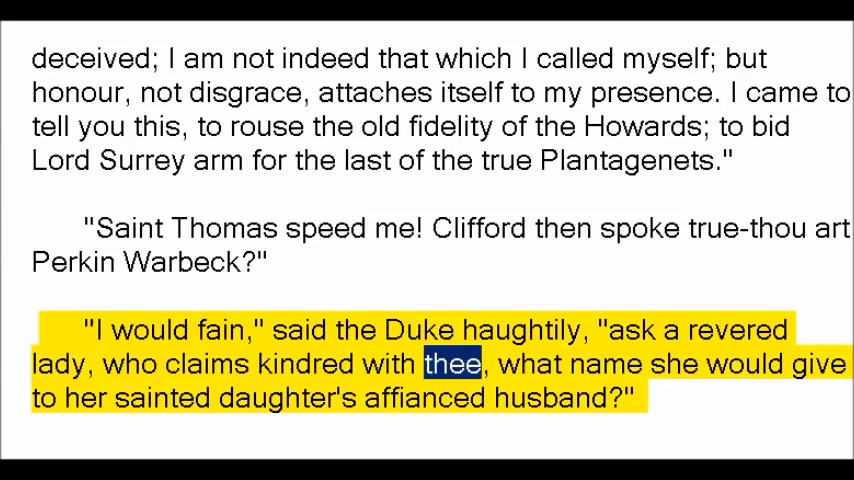 deceived; I am not indeed that which I called myself; but
honour, not disgrace, attaches itself to my presence. I came to
tell you this, to rouse the old fidelity of the Howards; to bid
Lord Surrey arm for the last of the true Plantagenets."
"Saint Thomas speed me! Clifford then spoke true-thou art
Perkin Warbeck?"
"I would fain," said the Duke haughtily, "ask a revered
lady, who claims kindred with thee, what name she would give
to her sainted daughter's affianced husband?"